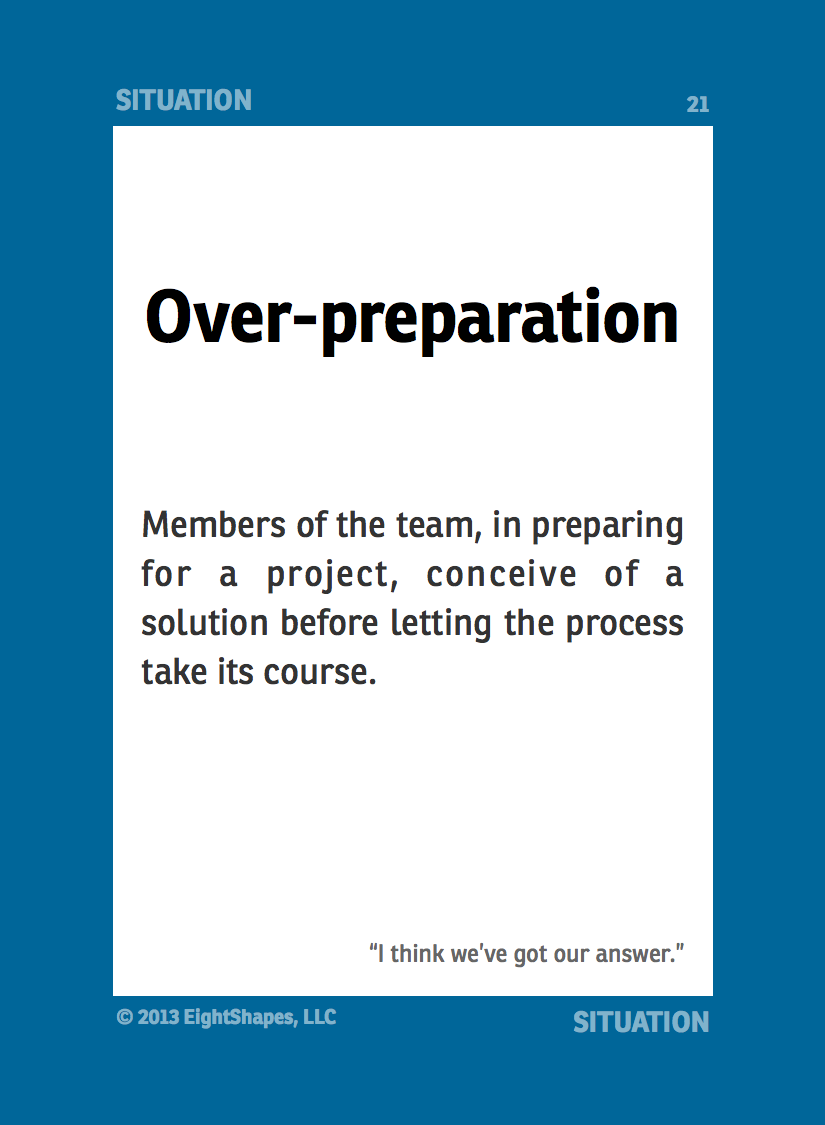 SITUATION
21
Over-preparation
Members of the team, in preparing
for a project, conceive of a
solution before letting the process
take its course.
“I think we’ve got our answer.”
© 2013 EightShapes, LLC
SITUATION